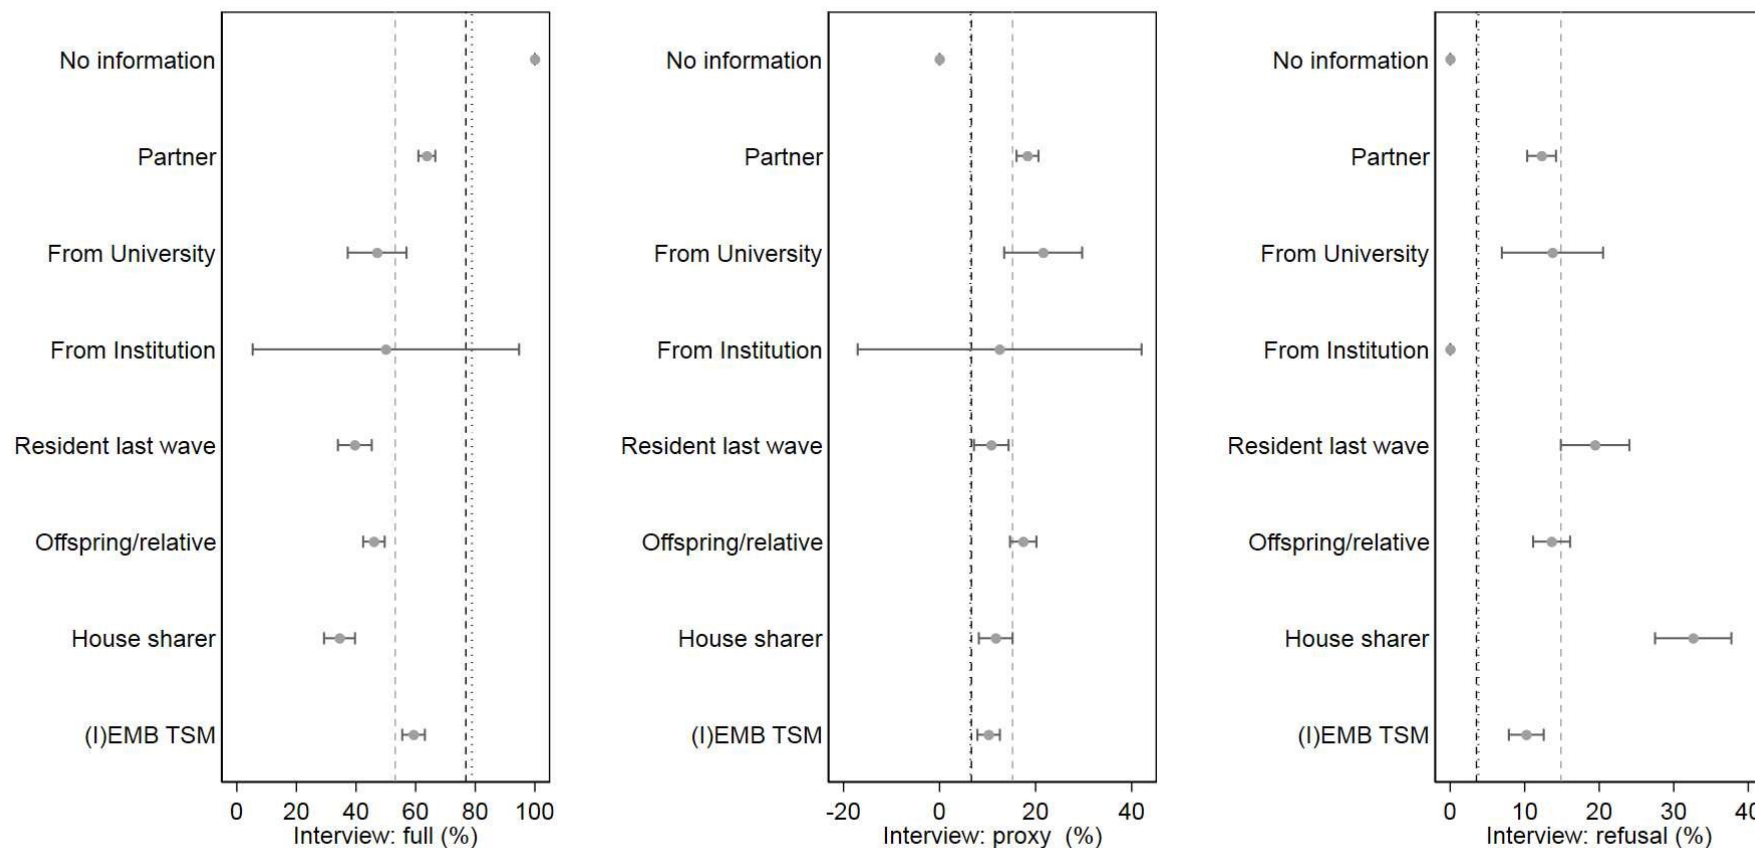 No information
Partner
From University
From Institution
Resident last wave
Offspring/relative
House sharer
(I)EMB TSM
0 20 40 60 80 100
Interview: full (%)
No information
Partner
From University
From Institution
Resident last wave
Offspring/relative
House sharer
(I)EMB TSM
-20 0 20 40
Interview: proxy (%)
No information
Partner
From University
From Institution
Resident last wave
Offspring/relative
House sharer
(I)EMB TSM
0 10 20 30 40
Interview: refusal (%)